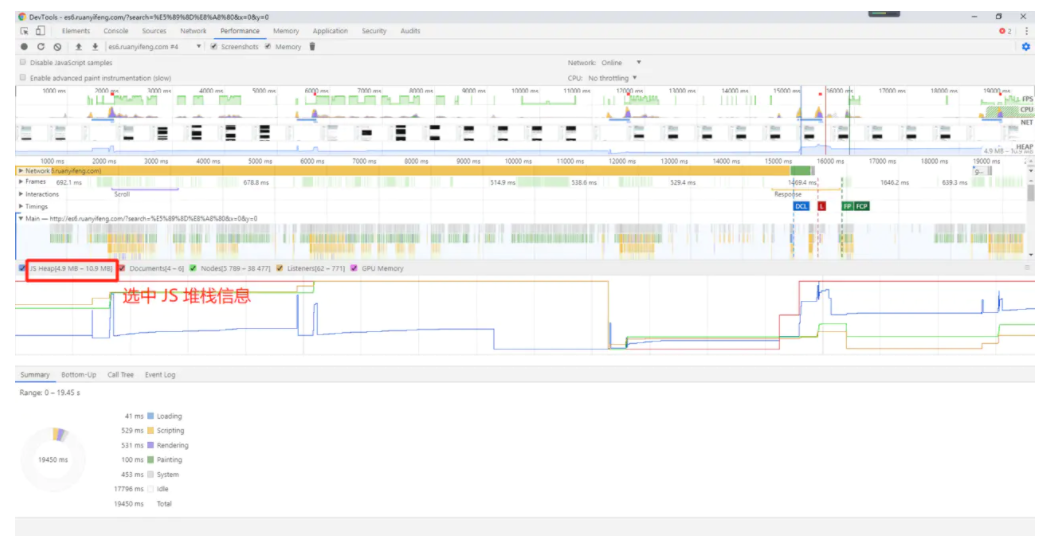 DevTools - es6.ruanyifeng.com/?search=%E5%89%8D%E8%A8%80&x=0&y=0
Elements Console Sources Network Performance Memory Application Security Audits 2
es6.ruanyifeng.com #4 Screenshots Memory
Disable JavaScript samples Network: Online
Enable advanced paint instrumentation (slow) CPU: No throttling
1000 ms 2000 ms 3000 ms 4000 ms 5000 ms 6000 ms 7000 ms 8000 ms 9000 ms 10000 ms 11000 ms 12000 ms 13000 ms 14000 ms 15000 ms 16000 ms 17000 ms 18000 ms 19000 ms
FPS
CPU
NET
HEAP
1000 ms 2000 ms 3000 ms 4000 ms 5000 ms 6000 ms 7000 ms 8000 ms 9000 ms 10000 ms 11000 ms 12000 ms 13000 ms 14000 ms 15000 ms 16000 ms 17000 ms 18000 ms 19000 ms
Network
Frames 692.1 ms 678.8 ms 514.9 ms 538.6 ms 529.4 ms 1469.4 ms 1646.2 ms 639.3 ms
Interactions Scroll Response
Timings DCL L FP FCP
Main — http://es6.ruanyifeng.com/?search=%E5%89%8D%E8%A8%80&x=0&y=0
JS Heap[4.9 MB – 10.9 MB] Documents[4 – 6] Nodes[5 789 – 38 477] Listeners[62 – 771] GPU Memory
选中 JS 堆栈信息
Summary Bottom-Up Call Tree Event Log
Range: 0 – 19.45 s
41 ms Loading
529 ms Scripting
531 ms Rendering
19450 ms
100 ms Painting
453 ms System
17796 ms Idle
19450 ms Total